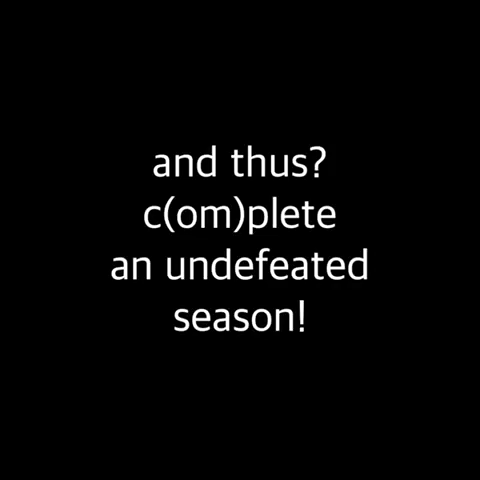 and thus?
c(om)plete
an undefeated
season!